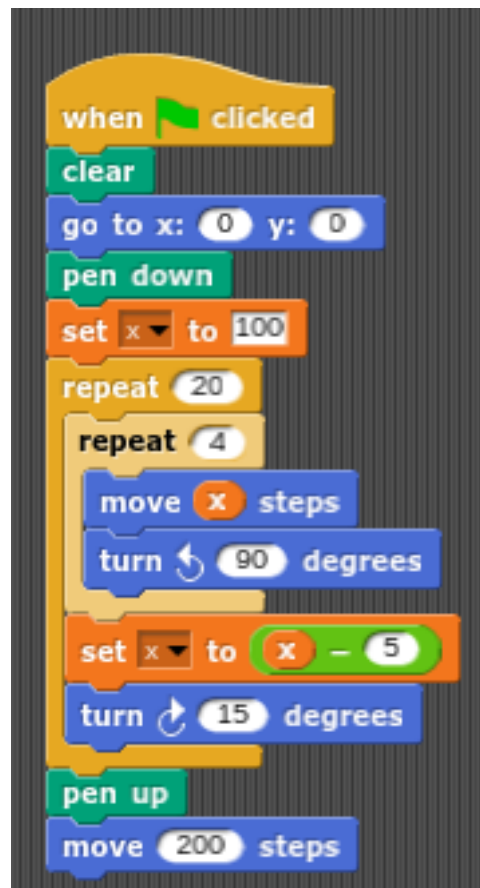 when clicked
clear
go to x: 0 y: 0
pen down
set x to 100
repeat 20
repeat 4
move x steps
turn 90 degrees
set x to x - 5
turn 15 degrees
pen up
move 200 steps